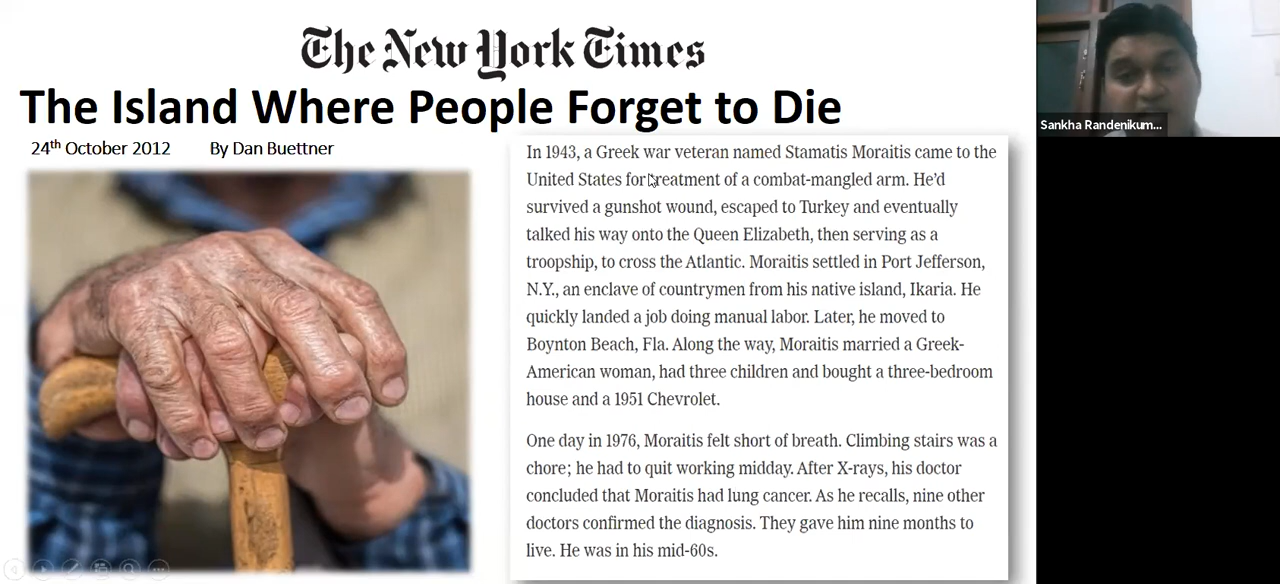 The New York Times
The Island Where People Forget to Die
24th October 2012 By Dan Buettner
In 1943, a Greek war veteran named Stamatis Moraitis came to the
United States for treatment of a combat-mangled arm. He’d
survived a gunshot wound, escaped to Turkey and eventually
talked his way onto the Queen Elizabeth, then serving as a
troopship, to cross the Atlantic. Moraitis settled in Port Jefferson,
N.Y., an enclave of countrymen from his native island, Ikaria. He
quickly landed a job doing manual labor. Later, he moved to
Boynton Beach, Fla. Along the way, Moraitis married a Greek-
American woman, had three children and bought a three-bedroom
house and a 1951 Chevrolet.
One day in 1976, Moraitis felt short of breath. Climbing stairs was a
chore; he had to quit working midday. After X-rays, his doctor
concluded that Moraitis had lung cancer. As he recalls, nine other
doctors confirmed the diagnosis. They gave him nine months to
live. He was in his mid-60s.
Sankha Randenikum...